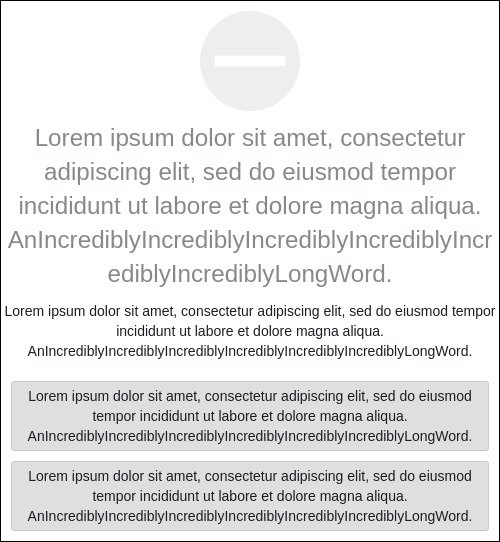 Lorem ipsum dolor sit amet, consectetur
adipiscing elit, sed do eiusmod tempor
incididunt ut labore et dolore magna aliqua.
AnIncrediblyIncrediblyIncrediblyIncrediblyIncr
ediblyIncrediblyLongWord.
Lorem ipsum dolor sit amet, consectetur adipiscing elit, sed do eiusmod tempor
incididunt ut labore et dolore magna aliqua.
AnIncrediblyIncrediblyIncrediblyIncrediblyIncrediblyIncrediblyLongWord.
Lorem ipsum dolor sit amet, consectetur adipiscing elit, sed do eiusmod
tempor incididunt ut labore et dolore magna aliqua.
AnIncrediblyIncrediblyIncrediblyIncrediblyIncrediblyIncrediblyLongWord.
Lorem ipsum dolor sit amet, consectetur adipiscing elit, sed do eiusmod
tempor incididunt ut labore et dolore magna aliqua.
AnIncrediblyIncrediblyIncrediblyIncrediblyIncrediblyIncrediblyLongWord.